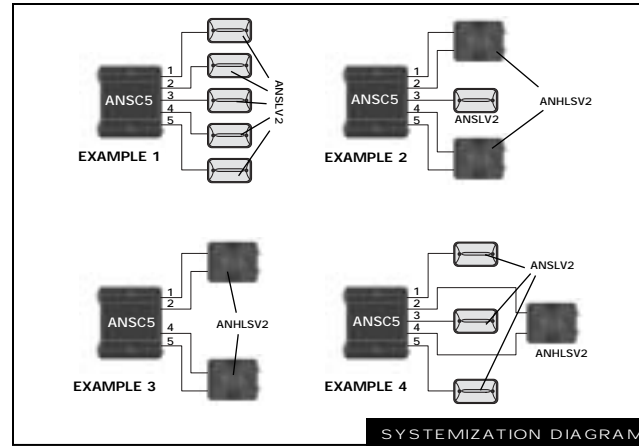 1
2
ANSC5
3
4
5
ANSLV2
EXAMPLE 1
1
2
ANSC5
3
4
5
ANSLV2
ANHLSV2
EXAMPLE 2
1
2
ANSC5
4
5
ANHLSV2
EXAMPLE 3
1
2
ANSC5
3
4
5
ANSLV2
ANHLSV2
EXAMPLE 4
SYSTEMIZATION DIAGRAM